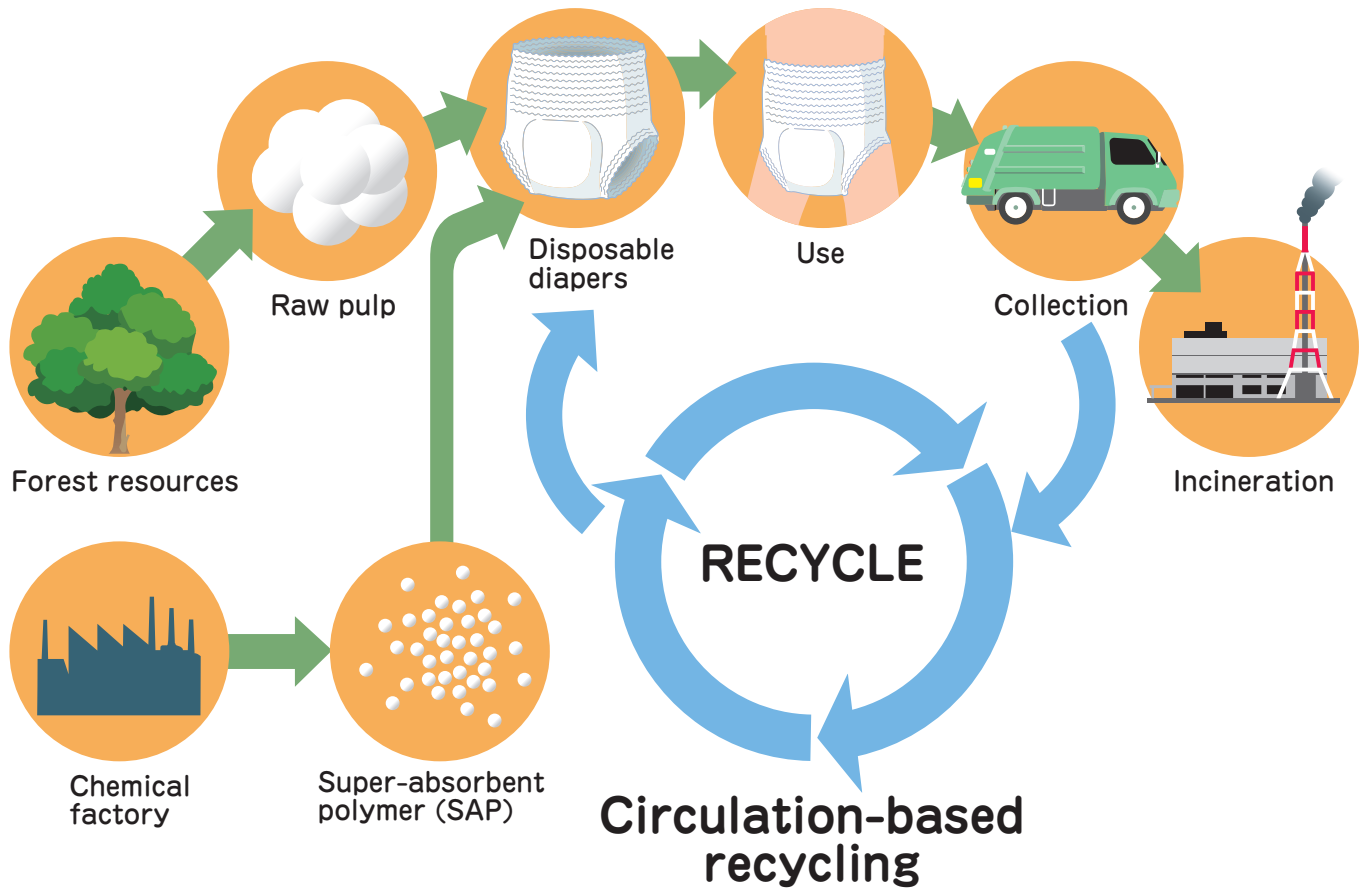 Disposable
diapers
Use
Raw pulp
Collection
Forest resources
Incineration
RECYCLE
Chemical
factory
Super-absorbent
polymer (SAP)
Circulation-based
recycling